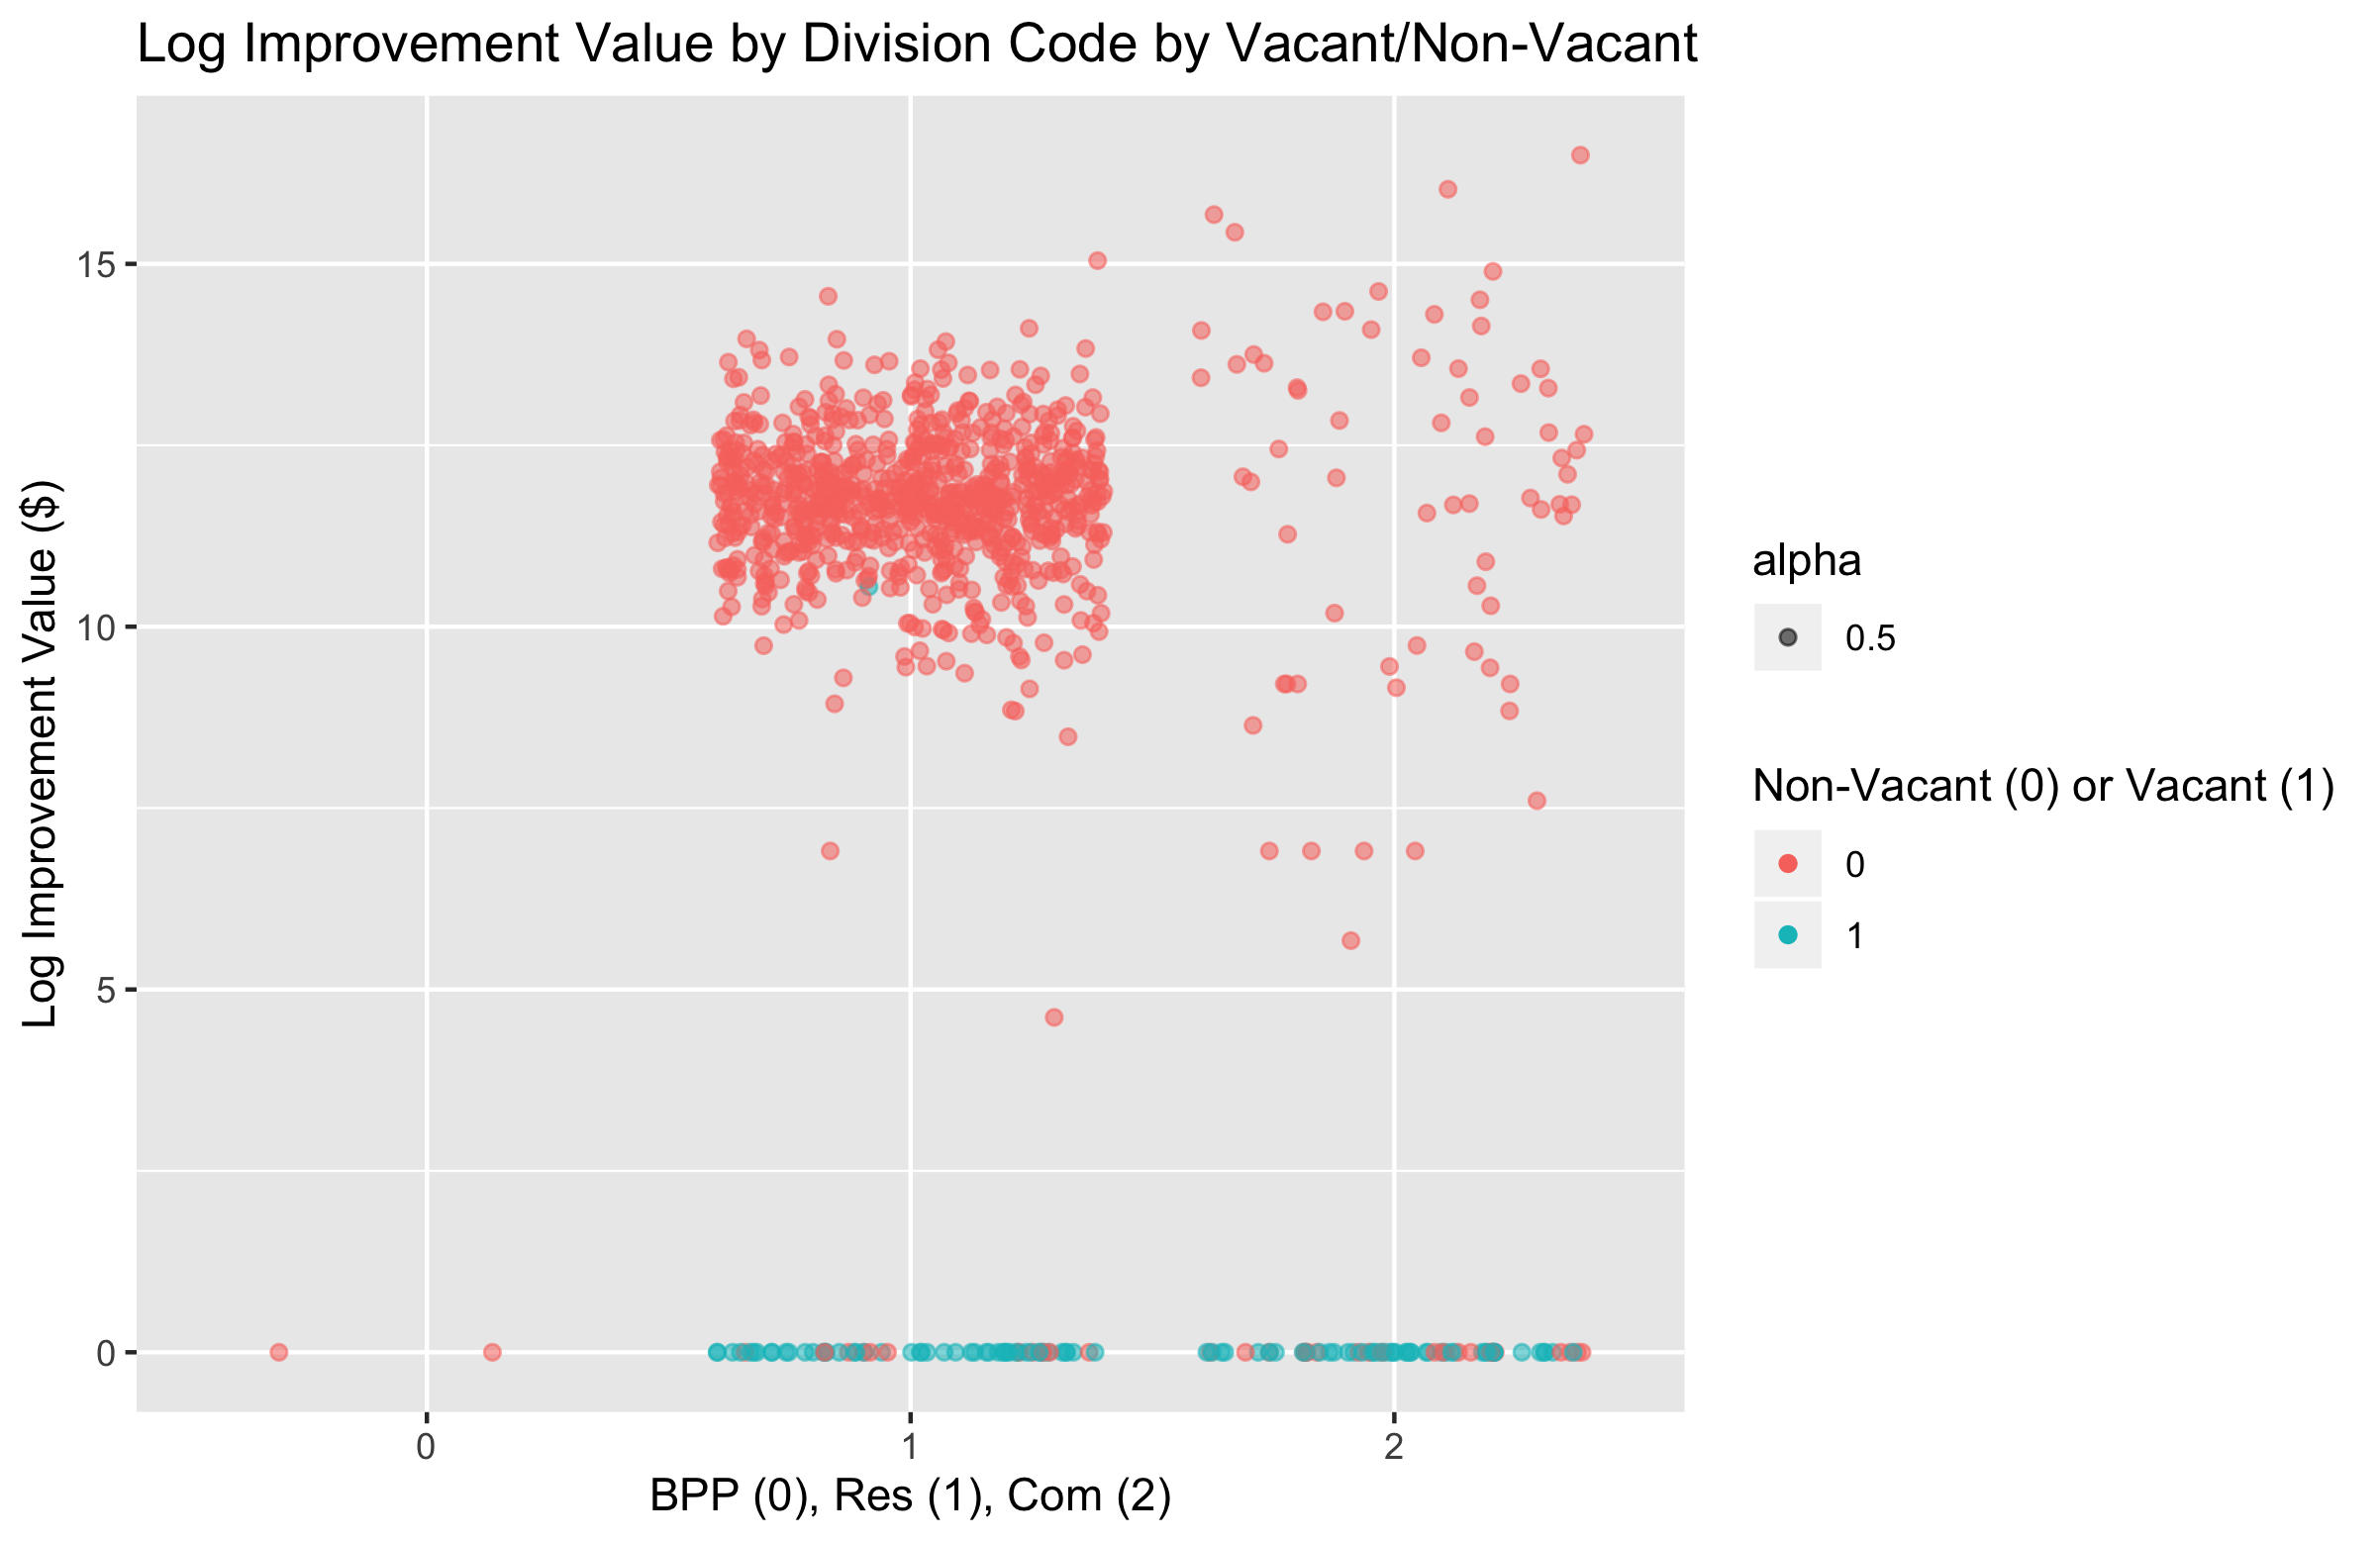 Log Improvement Value by Division Code by Vacant/Non-Vacant
Log Improvement Value ($)
15
10
5
0
0
1
2
BPP (0), Res (1), Com (2)
alpha
0.5
Non-Vacant (0) or Vacant (1)
0
1